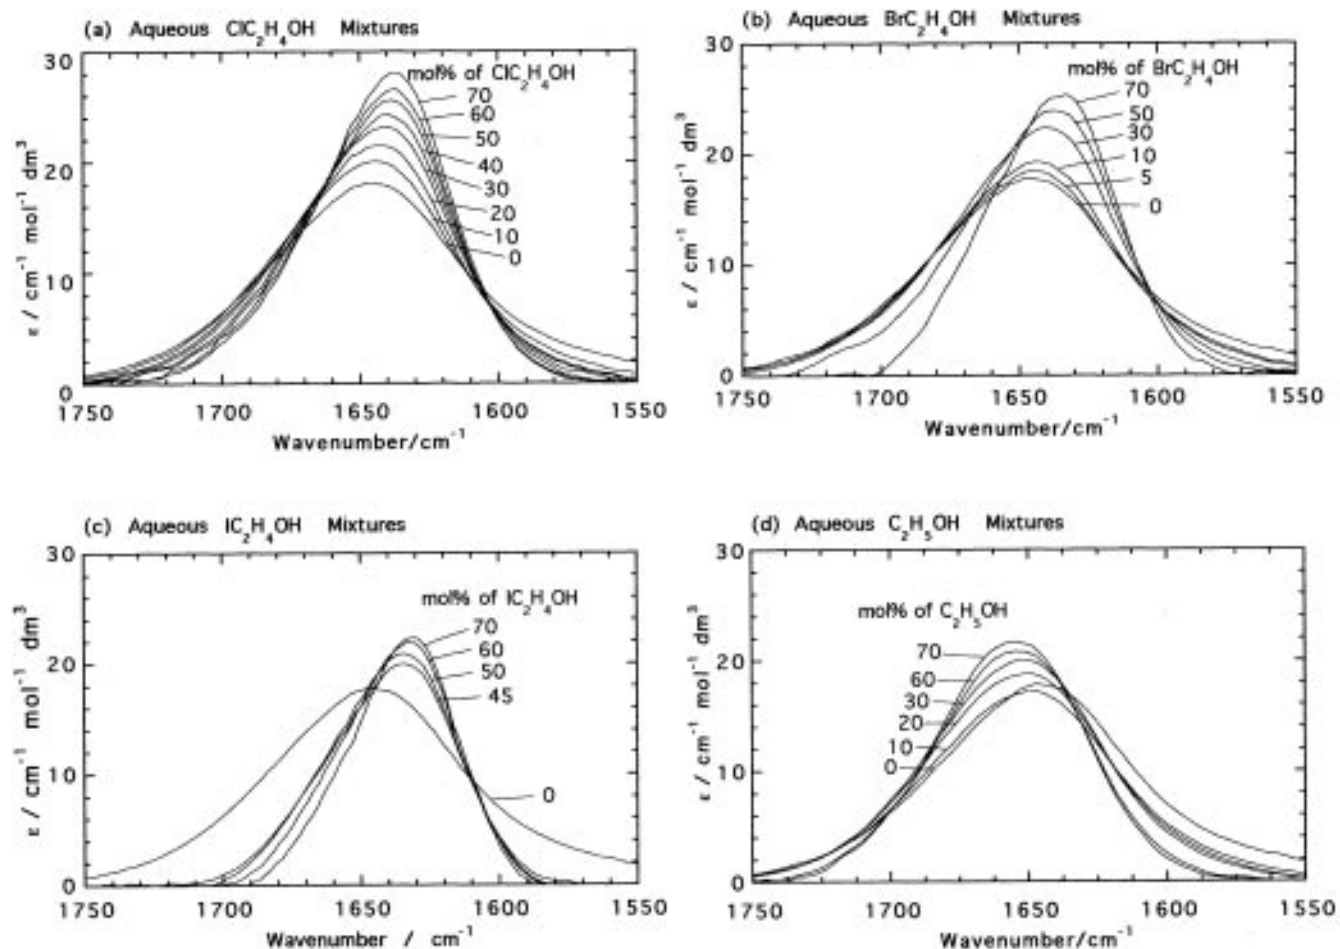 (a) Aqueous ClC₂H₄OH Mixtures
30
20
10
0
ε / cm⁻¹ mol⁻¹ dm³
mol% of ClC₂H₄OH
70
60
50
40
30
20
10
0
1750 1700 1650 1600 1550
Wavenumber/cm⁻¹
(b) Aqueous BrC₂H₄OH Mixtures
30
20
10
0
ε / cm⁻¹ mol⁻¹ dm³
mol% of BrC₂H₄OH
70
50
30
10
5
0
1750 1700 1650 1600 1550
Wavenumber/cm⁻¹
(c) Aqueous IC₂H₄OH Mixtures
30
20
10
0
ε / cm⁻¹ mol⁻¹ dm³
mol% of IC₂H₄OH
70
60
50
45
0
1750 1700 1650 1600 1550
Wavenumber / cm⁻¹
(d) Aqueous C₂H₅OH Mixtures
30
20
10
0
ε / cm⁻¹ mol⁻¹ dm³
mol% of C₂H₅OH
70
60
30
20
10
0
1750 1700 1650 1600 1550
Wavenumber/cm⁻¹